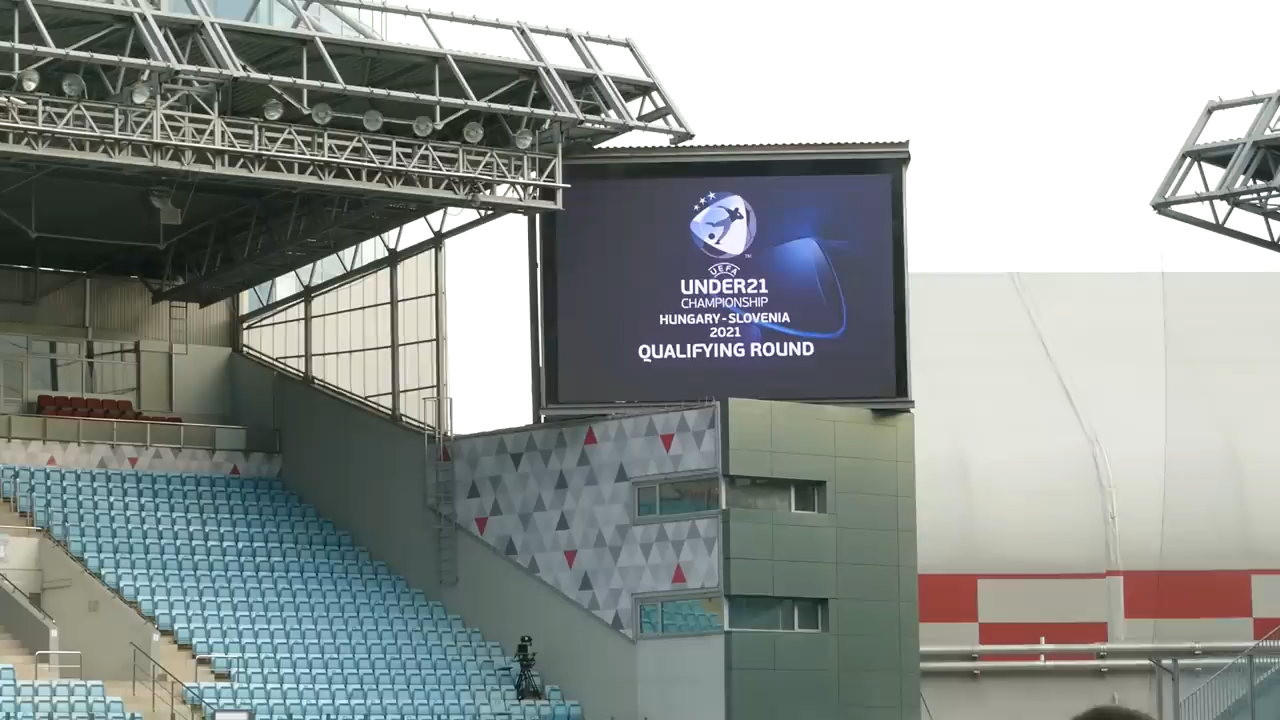 UEFA
UNDER21
CHAMPIONSHIP
HUNGARY-SLOVENIA
2021
QUALIFYING ROUND